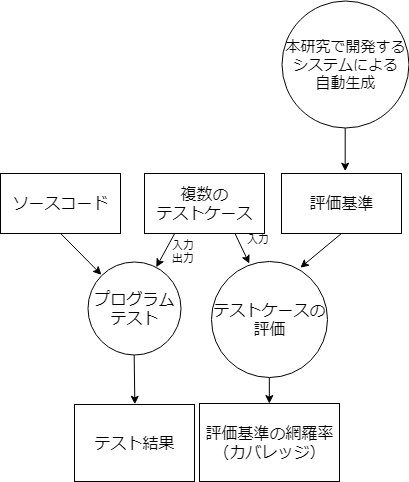 本研究で開発する
システムによる
自動生成
ソースコード
複数の
テストケース
評価基準
入力
出力
入力
プログラム
テスト
テストケースの
評価
テスト結果
評価基準の網羅率
（カバレッジ）